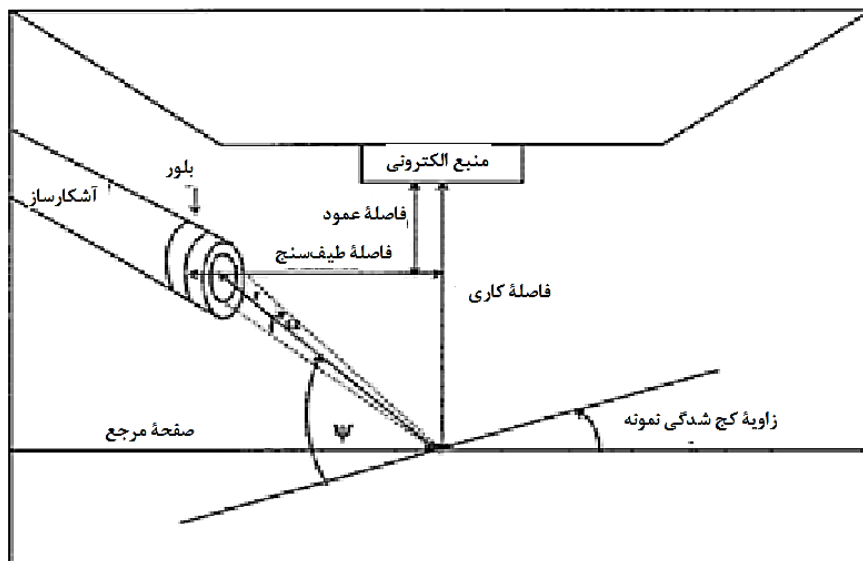 منبع الکترونی
بلور
آشکارساز
فاصلهٔ عمود
فاصلهٔ طیف‌سنج
فاصلهٔ کاری
Ω
زاویهٔ کج شدگی نمونه
صفحهٔ مرجع
Ψ